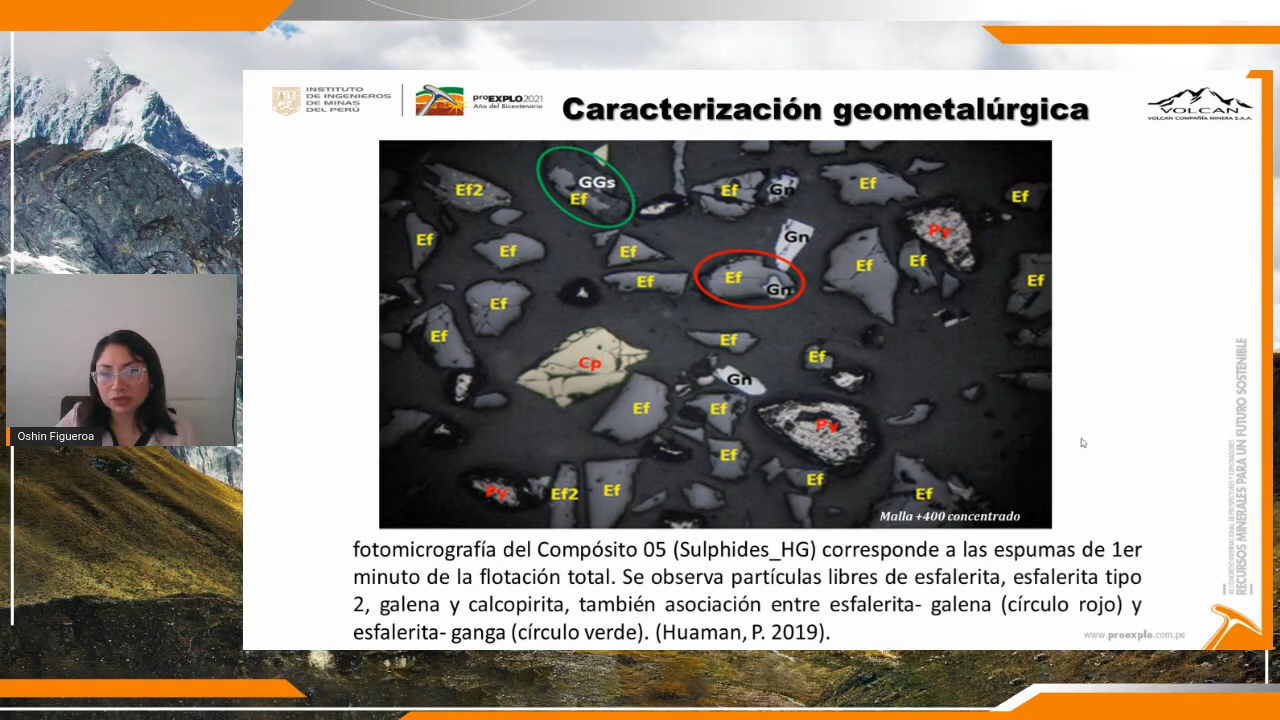 INSTITUTO
DE INGENIEROS
DE MINAS
DEL PERÚ
proEXPLO2021
Año del Bicentenario
Caracterización geometalúrgica
VOLCAN
VOLCAN COMPAÑÍA MINERA S.A.A.
Ef2
GGs
Ef
Ef
Gn
Ef
Ef
Ef
Ef
Ef
Gn
Py
Ef
Ef
Ef
Ef
Gn
Ef
Ef
Ef
Ef
Cp
Ef
Ef
Gn
Ef
Ef
Py
Ef
Py
Ef2
Ef
Ef
Ef
Malla +400 concentrado
fotomicrografía del Compósito 05 (Sulphides_HG) corresponde a las espumas de 1er
minuto de la flotación total. Se observa partículas libres de esfalerita, esfalerita tipo
2, galena y calcopirita, también asociación entre esfalerita- galena (círculo rojo) y
esfalerita- ganga (círculo verde). (Huaman, P. 2019).
RECURSOS MINERALES PARA UN FUTURO SOSTENIBLE
www.proexplo.com.pe
Oshin Figueroa